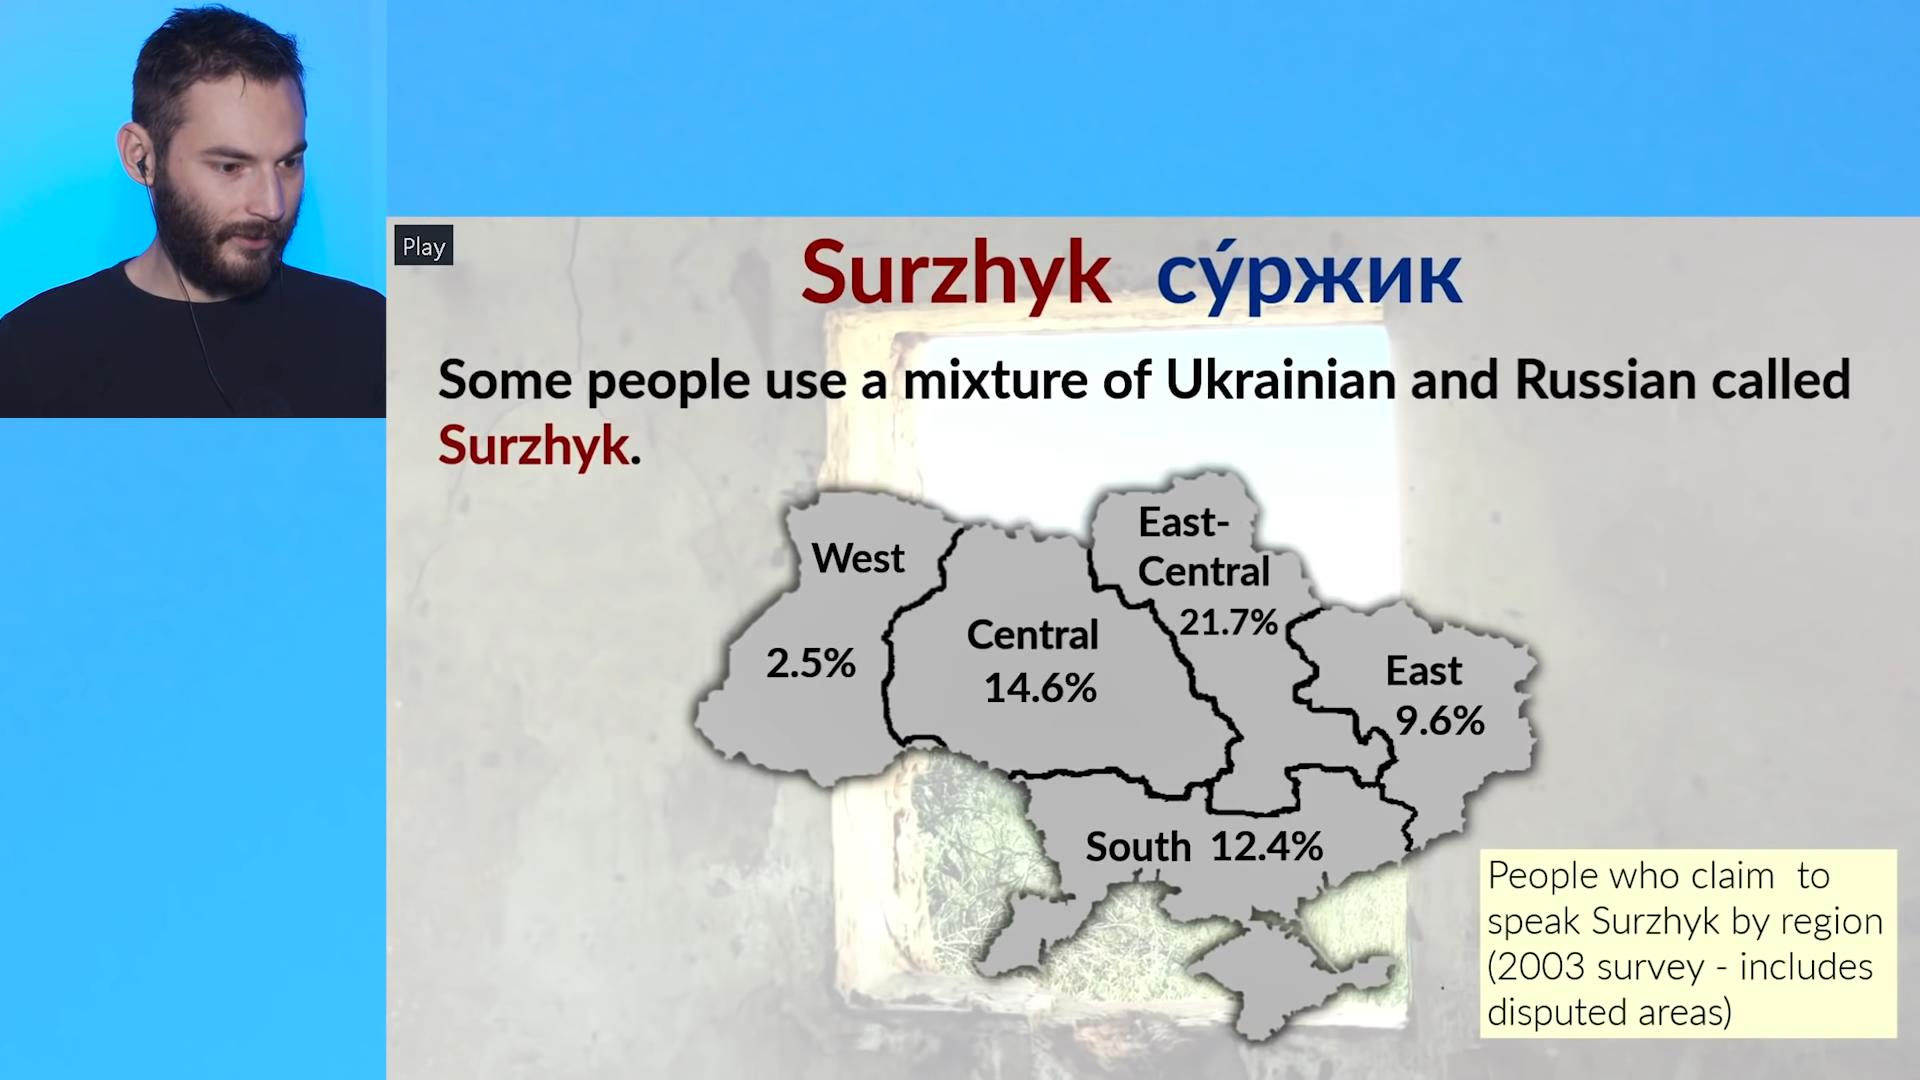 Play
Surzhyk су́ржик
Some people use a mixture of Ukrainian and Russian called
Surzhyk.
West
2.5%
Central
14.6%
East-
Central
21.7%
East
9.6%
South 12.4%
People who claim to
speak Surzhyk by region
(2003 survey - includes
disputed areas)